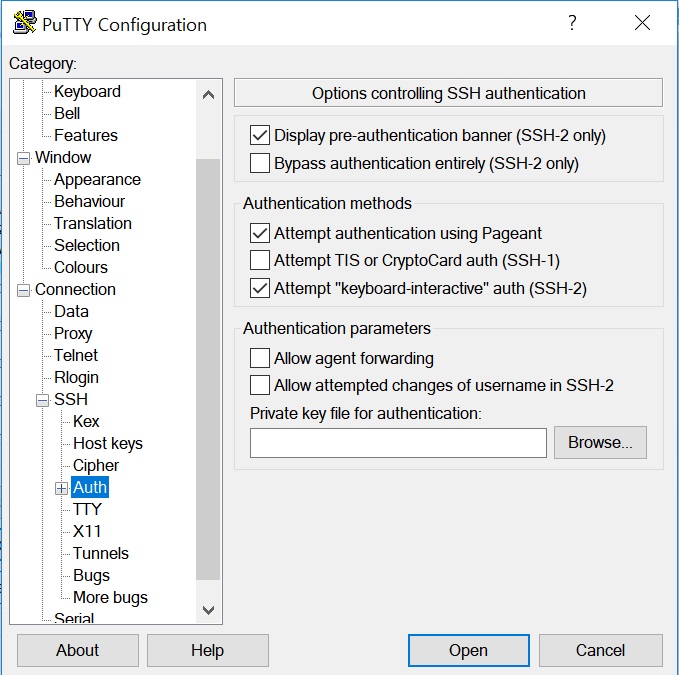 PuTTY Configuration
?
Category:
Keyboard
Bell
Features
Window
Appearance
Behaviour
Translation
Selection
Colours
Connection
Data
Proxy
Telnet
Rlogin
SSH
Kex
Host keys
Cipher
Auth
TTY
X11
Tunnels
Bugs
More bugs
Serial
Options controlling SSH authentication
Display pre-authentication banner (SSH-2 only)
Bypass authentication entirely (SSH-2 only)
Authentication methods
Attempt authentication using Pageant
Attempt TIS or CryptoCard auth (SSH-1)
Attempt "keyboard-interactive" auth (SSH-2)
Authentication parameters
Allow agent forwarding
Allow attempted changes of username in SSH-2
Private key file for authentication:
Browse...
About
Help
Open
Cancel